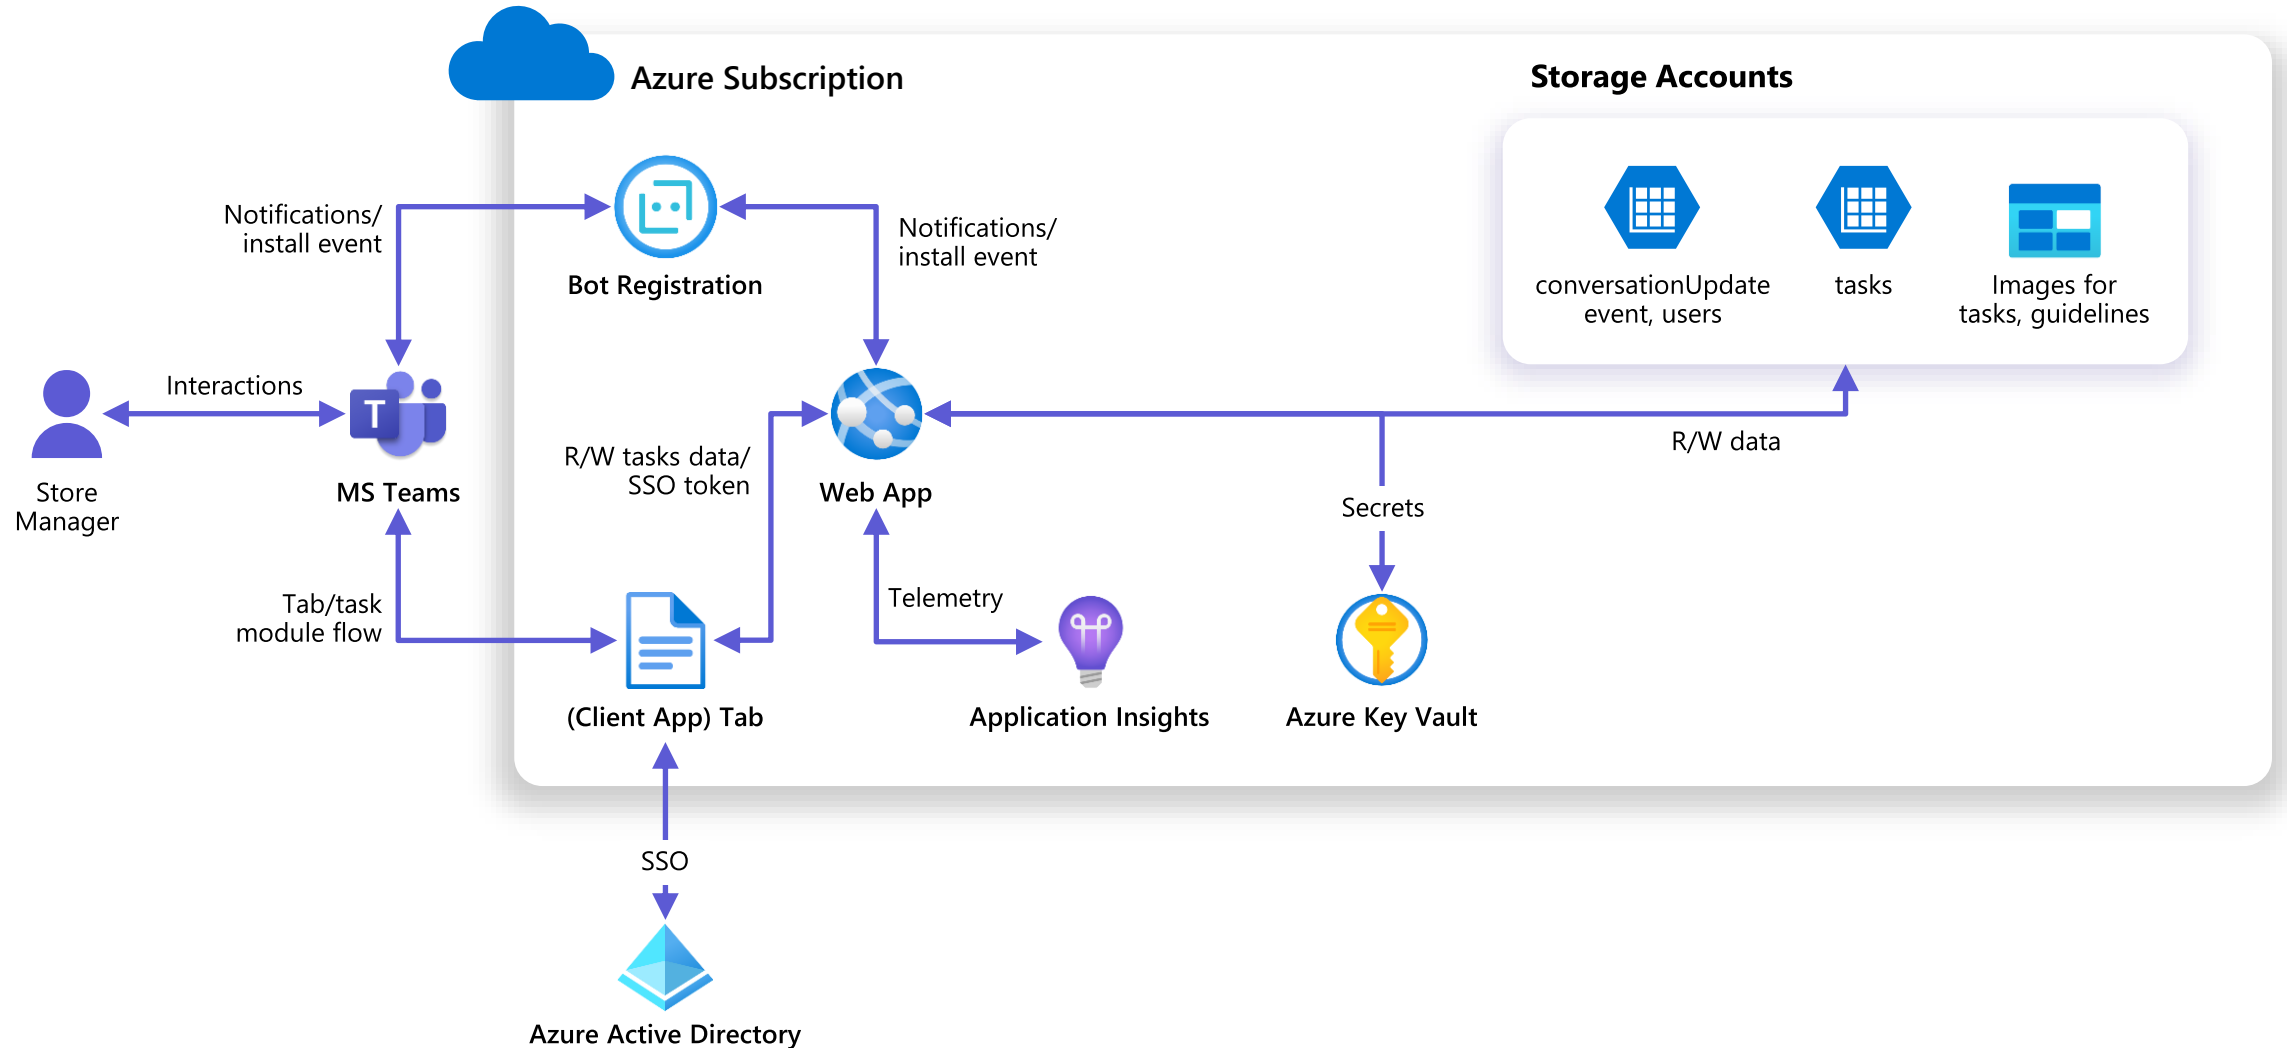 Azure Subscription
Storage Accounts
Notifications/
install event
Bot Registration
Notifications/
install event
conversationUpdate
event, users
tasks
Images for
tasks, guidelines
Interactions
T
Store
Manager
MS Teams
R/W tasks data/
SSO token
Web App
R/W data
Secrets
Tab/task
module flow
Telemetry
(Client App) Tab
Application Insights
Azure Key Vault
SSO
Azure Active Directory